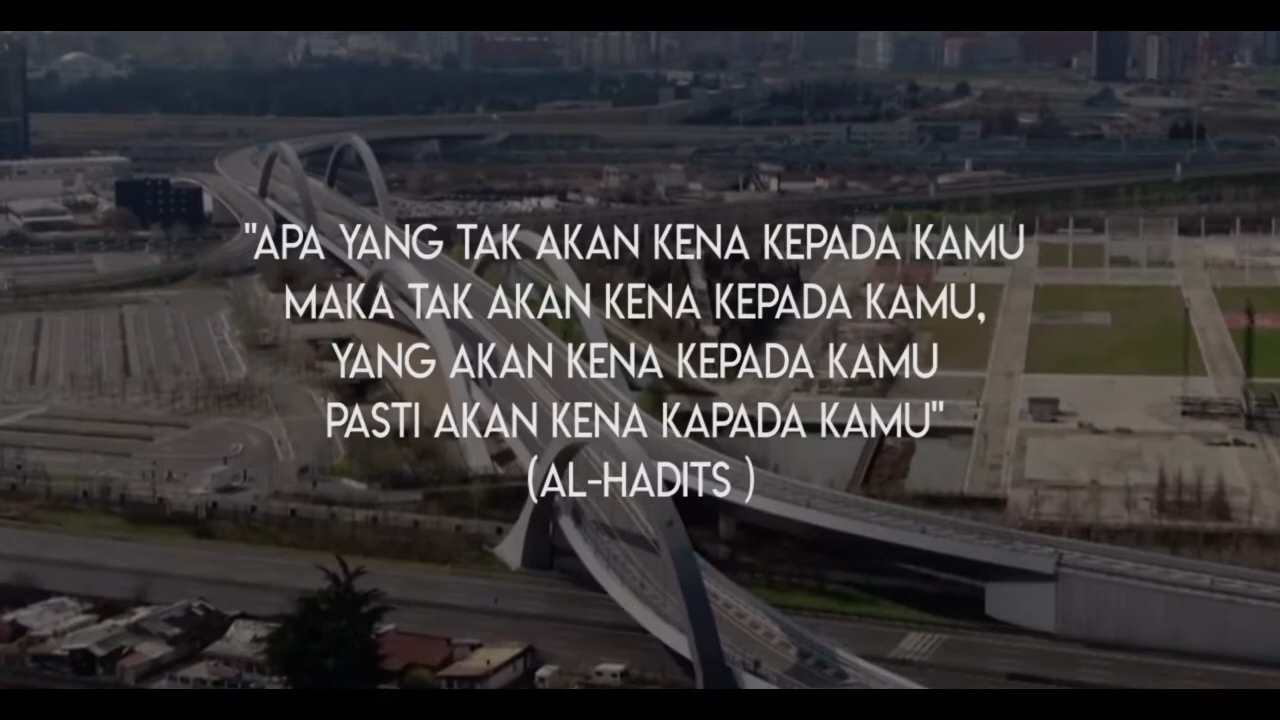 "APA YANG TAK AKAN KENA KEPADA KAMU
MAKA TAK AKAN KENA KEPADA KAMU,
YANG AKAN KENA KEPADA KAMU
PASTI AKAN KENA KAPADA KAMU"
(AL-HADITS )